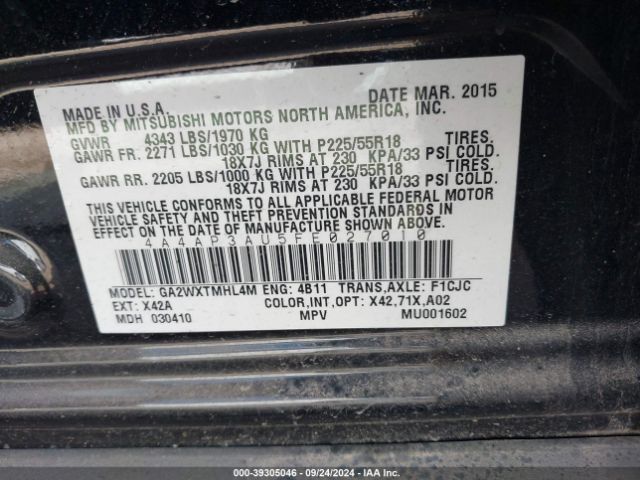 MADE IN U.S.A. DATE MAR. 2015
MFD BY MITSUBISHI MOTORS NORTH AMERICA, INC.
GVWR 4343 LBS/1970 KG
GAWR FR. 2271 LBS/1030 KG WITH P225/55R18 TIRES.
18X7J RIMS AT 230 KPA/33 PSI COLD.
GAWR RR. 2205 LBS/1000 KG WITH P225/55R18 TIRES.
18X7J RIMS AT 230 KPA/33 PSI COLD.
THIS VEHICLE CONFORMS TO ALL APPLICABLE FEDERAL MOTOR
VEHICLE SAFETY AND THEFT PREVENTION STANDARDS IN
EFFECT ON THE DATE OF MANUFACTURE SHOWN ABOVE.
4A4AP3AU5FE027010
MODEL: GA2WXTMHL4M ENG: 4B11 TRANS,AXLE: F1CJC
EXT: X42A COLOR,INT,OPT: X42,71X,A02
MDH 030410 MPV MU001602
000-39305046 - 09/24/2024 - IAA Inc.